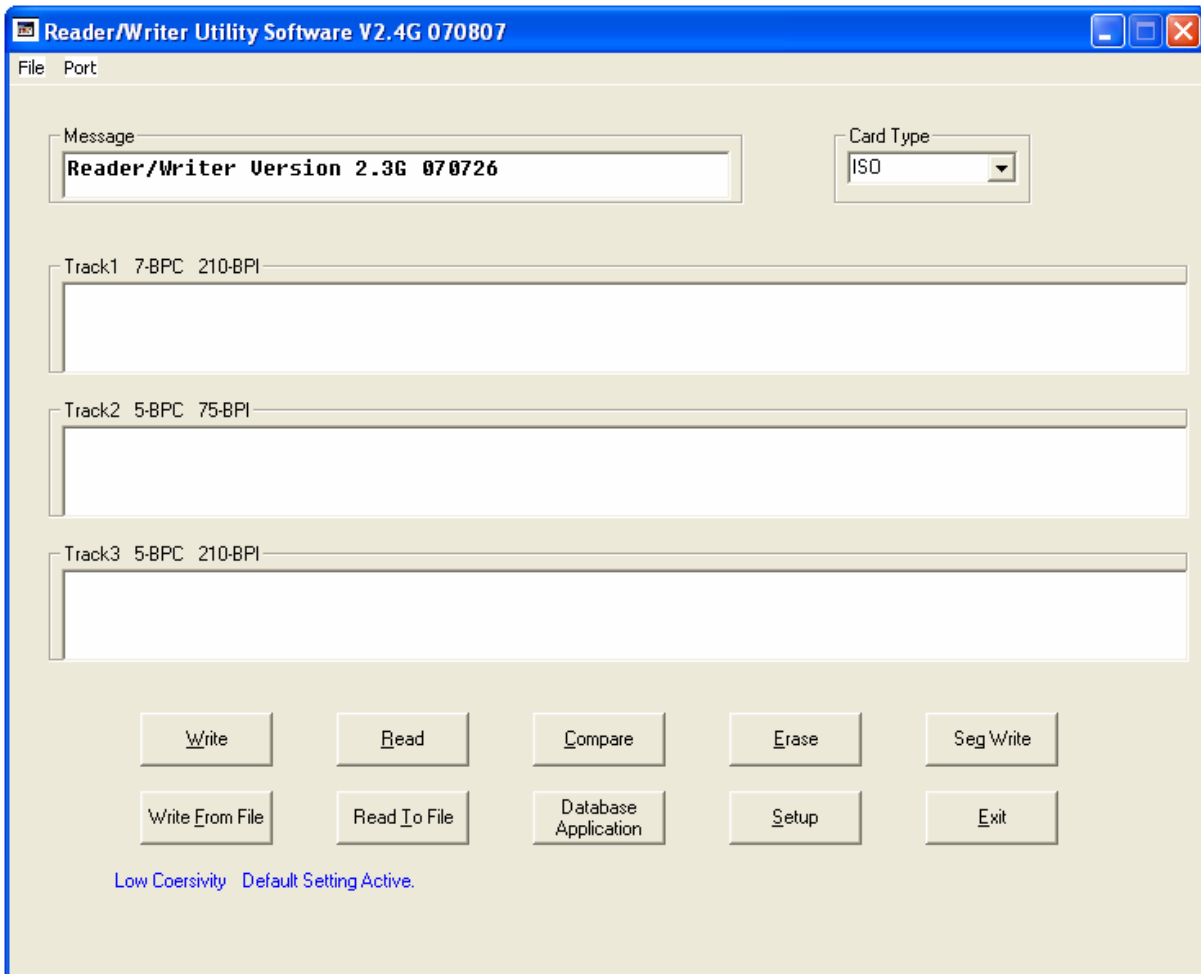 Reader/Writer Utility Software V2.4G 070807
File Port
Message
Card Type
Reader/Writer Version 2.3G 070726
ISO
Track1 7-BPC 210-BPI
Track2 5-BPC 75-BPI
Track3 5-BPC 210-BPI
Write Read Compare Erase Seg Write
Write From File Read To File Database Application Setup Exit
Low Coersivity Default Setting Active.